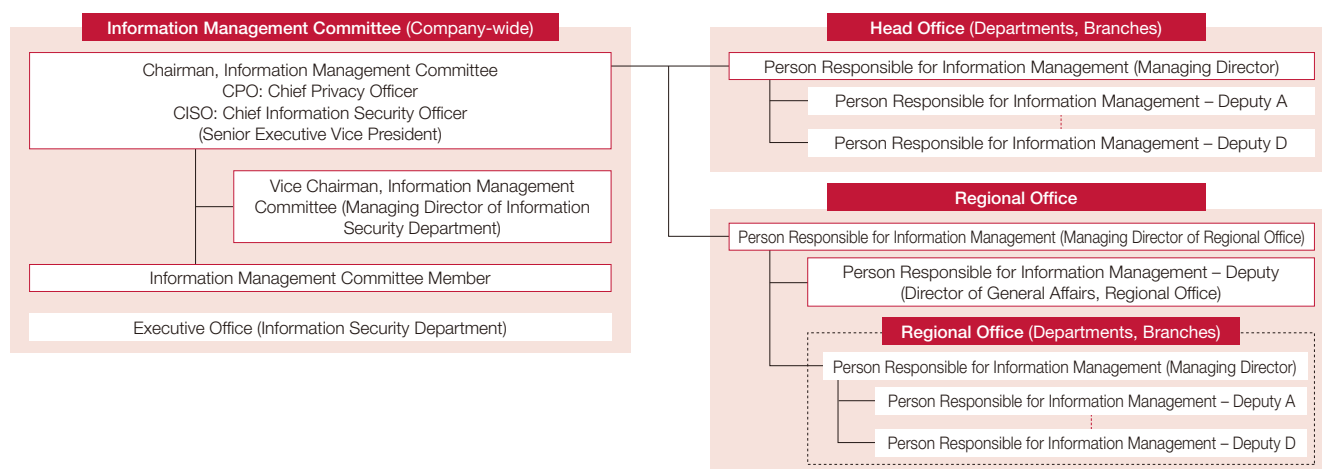 Information Management Committee (Company-wide)
Chairman, Information Management Committee
CPO: Chief Privacy Officer
CISO: Chief Information Security Officer
(Senior Executive Vice President)
Vice Chairman, Information Management
Committee (Managing Director of Information
Security Department)
Information Management Committee Member
Executive Office (Information Security Department)
Head Office (Departments, Branches)
Person Responsible for Information Management (Managing Director)
Person Responsible for Information Management – Deputy A
Person Responsible for Information Management – Deputy D
Regional Office
Person Responsible for Information Management (Managing Director of Regional Office)
Person Responsible for Information Management – Deputy
(Director of General Affairs, Regional Office)
Regional Office (Departments, Branches)
Person Responsible for Information Management (Managing Director)
Person Responsible for Information Management – Deputy A
Person Responsible for Information Management – Deputy D